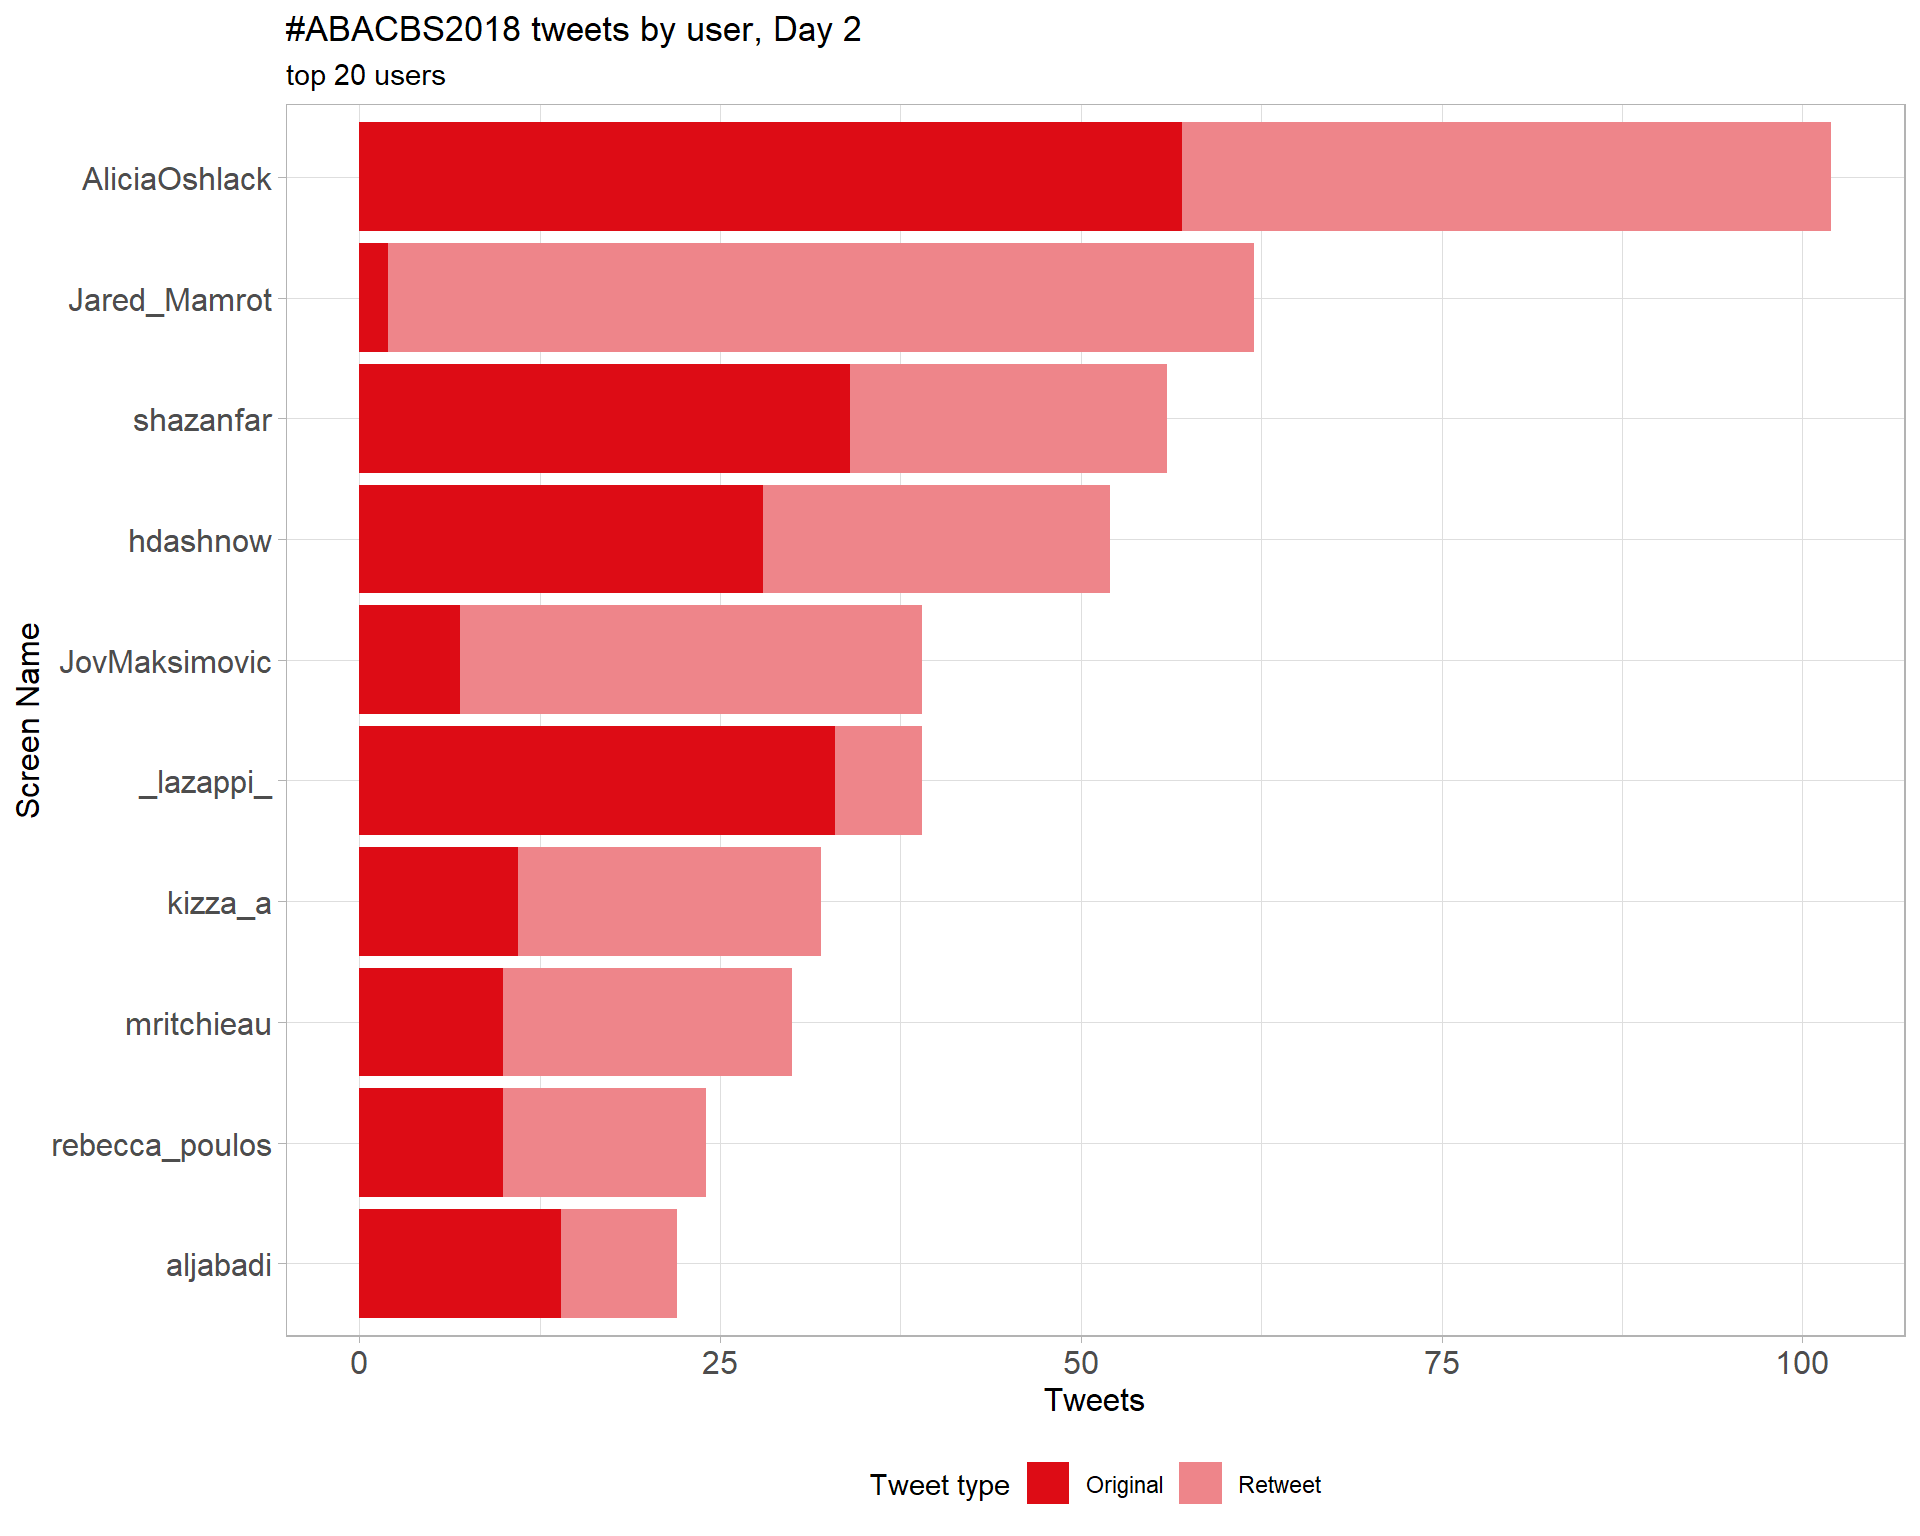 #ABACBS2018 tweets by user, Day 2
top 20 users
Screen Name
AliciaOshlack
Jared_Mamrot
shazanfar
hdashnow
JovMaksimovic
_lazappi_
kizza_a
mritchieau
rebecca_poulos
aljabadi
0 25 50 75 100
Tweets
Tweet type Original Retweet